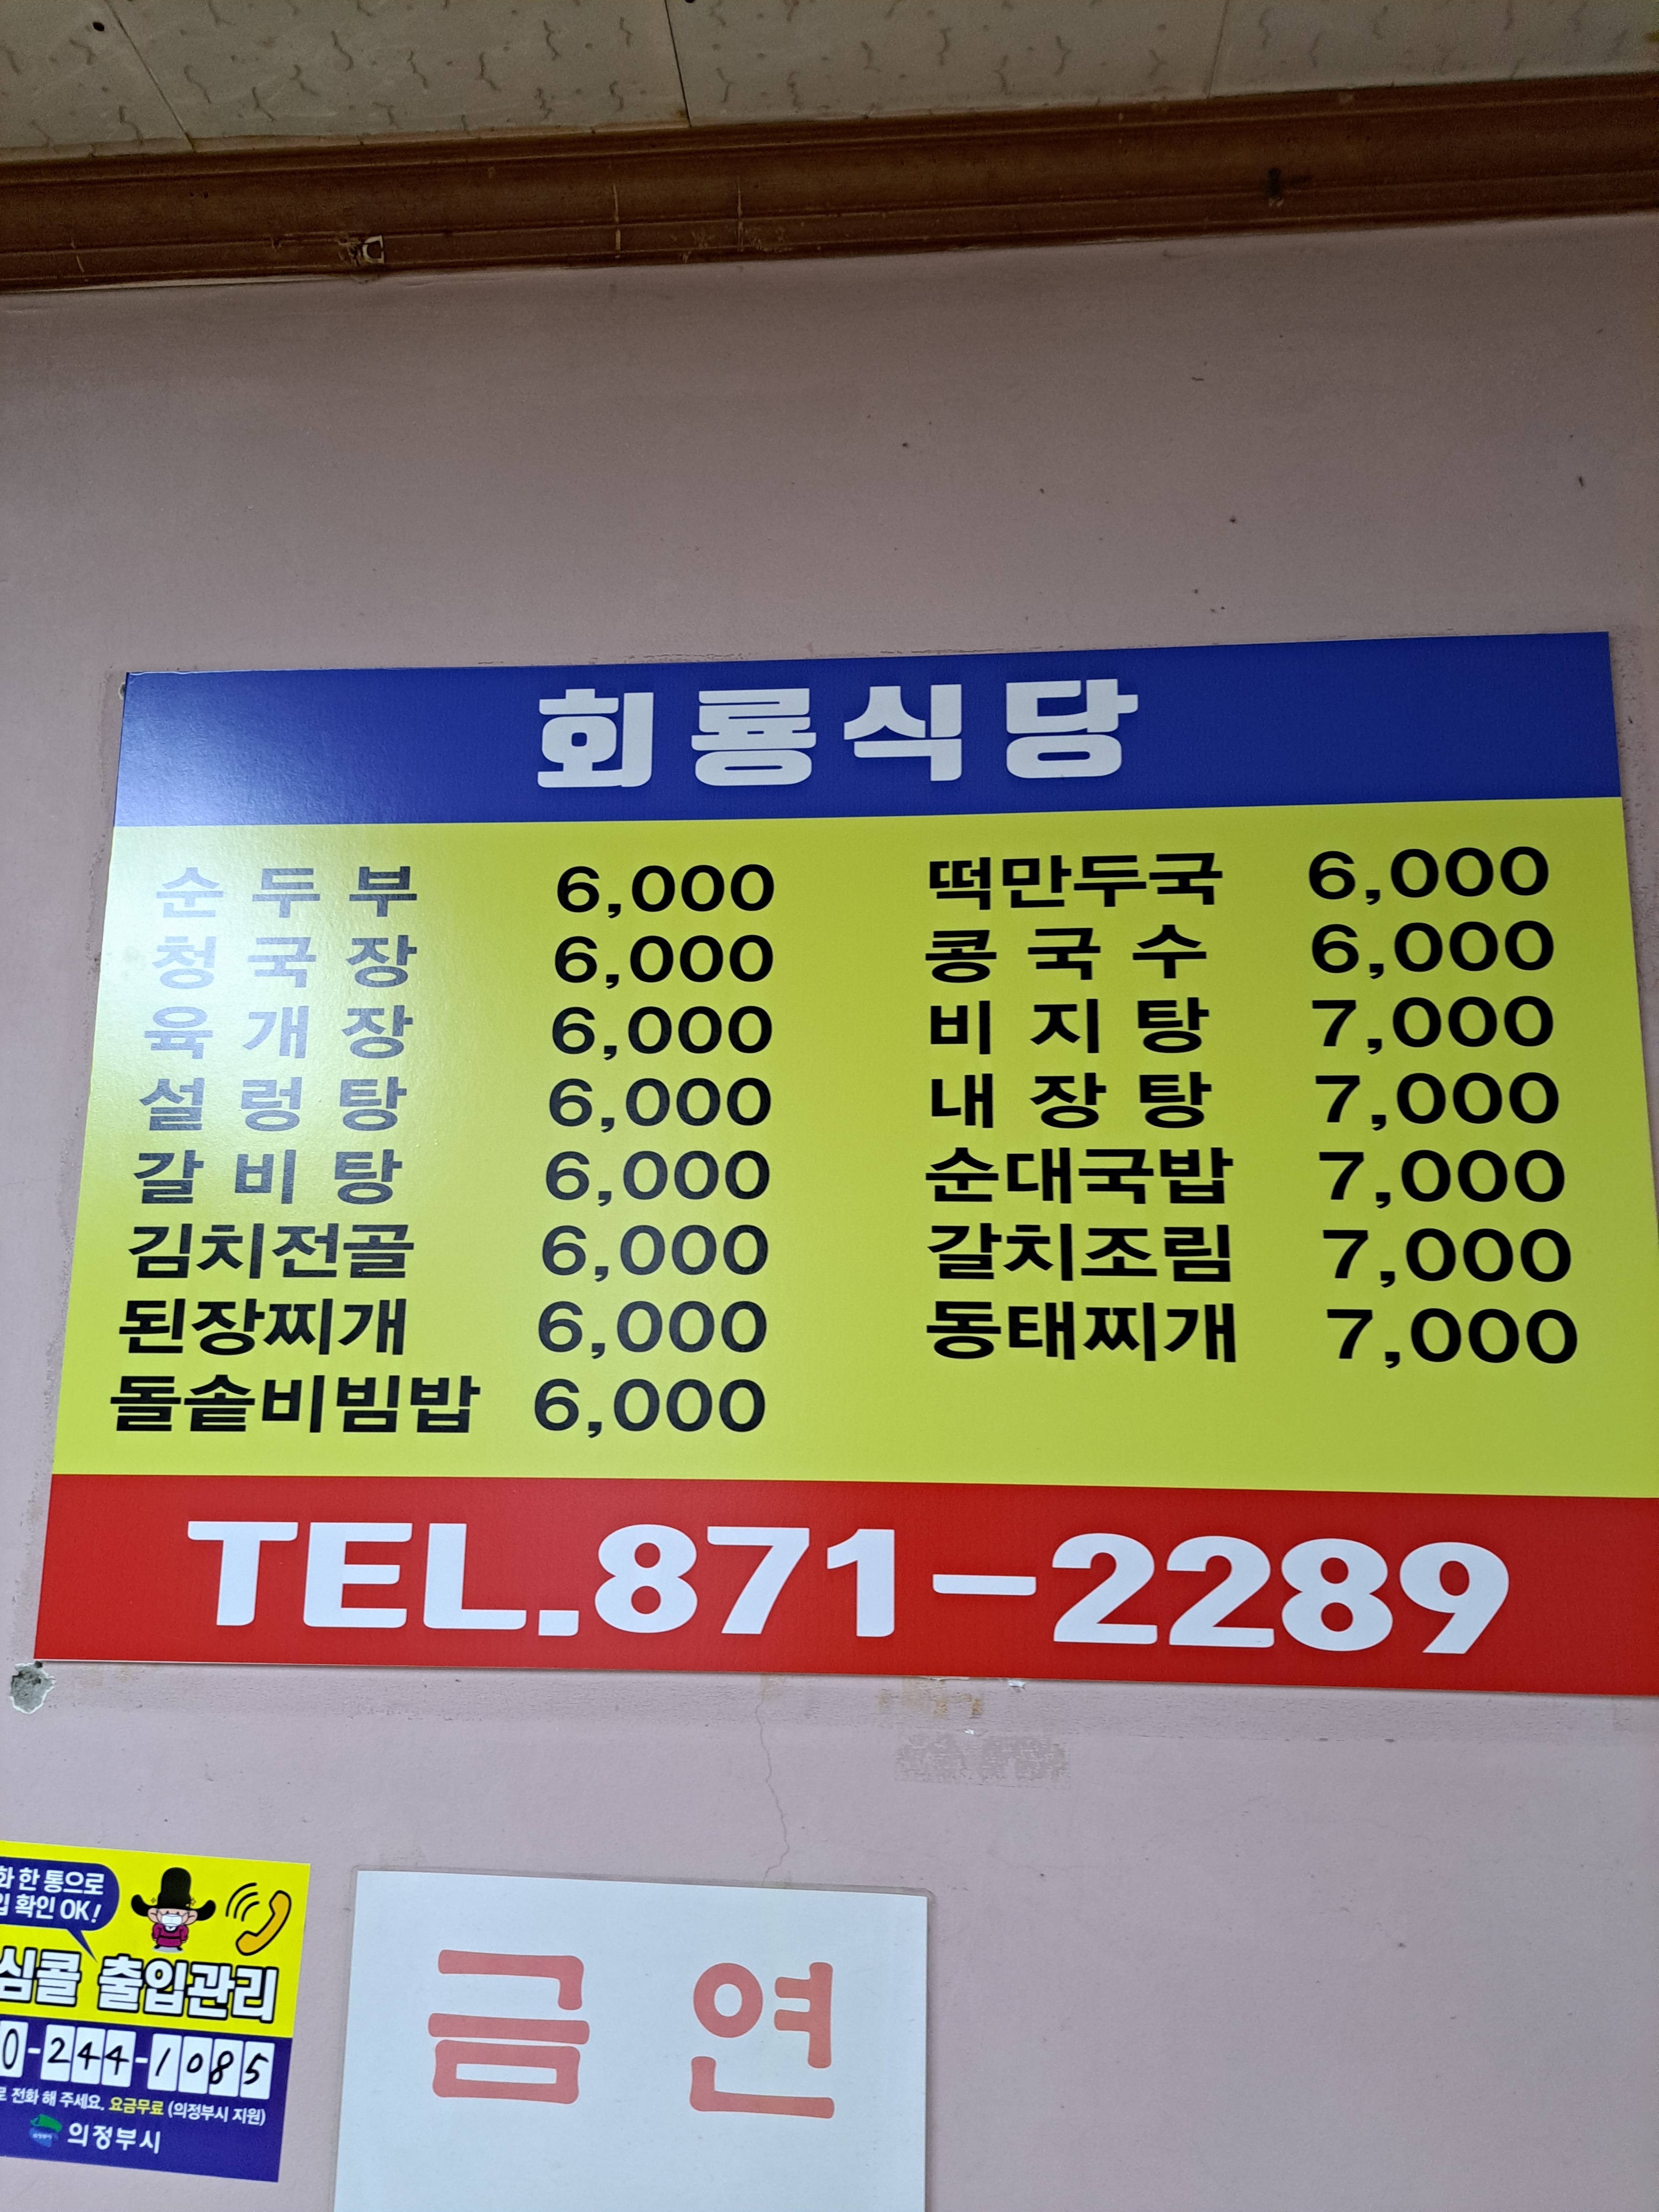 회룡식당
순두부 6,000 떡만두국 6,000
청국장 6,000 콩국수 6,000
육개장 6,000 비지탕 7,000
설렁탕 6,000 내장탕 7,000
갈비탕 6,000 순대국밥 7,000
김치전골 6,000 갈치조림 7,000
된장찌개 6,000 동태찌개 7,000
돌솥비빔밥 6,000
TEL.871-2289
화 한 통으로
입 확인 OK!
심콜 출입관리
0-244-1085
로 전화 해 주세요. 요금무료 (의정부시 지원)
의정부시
금연